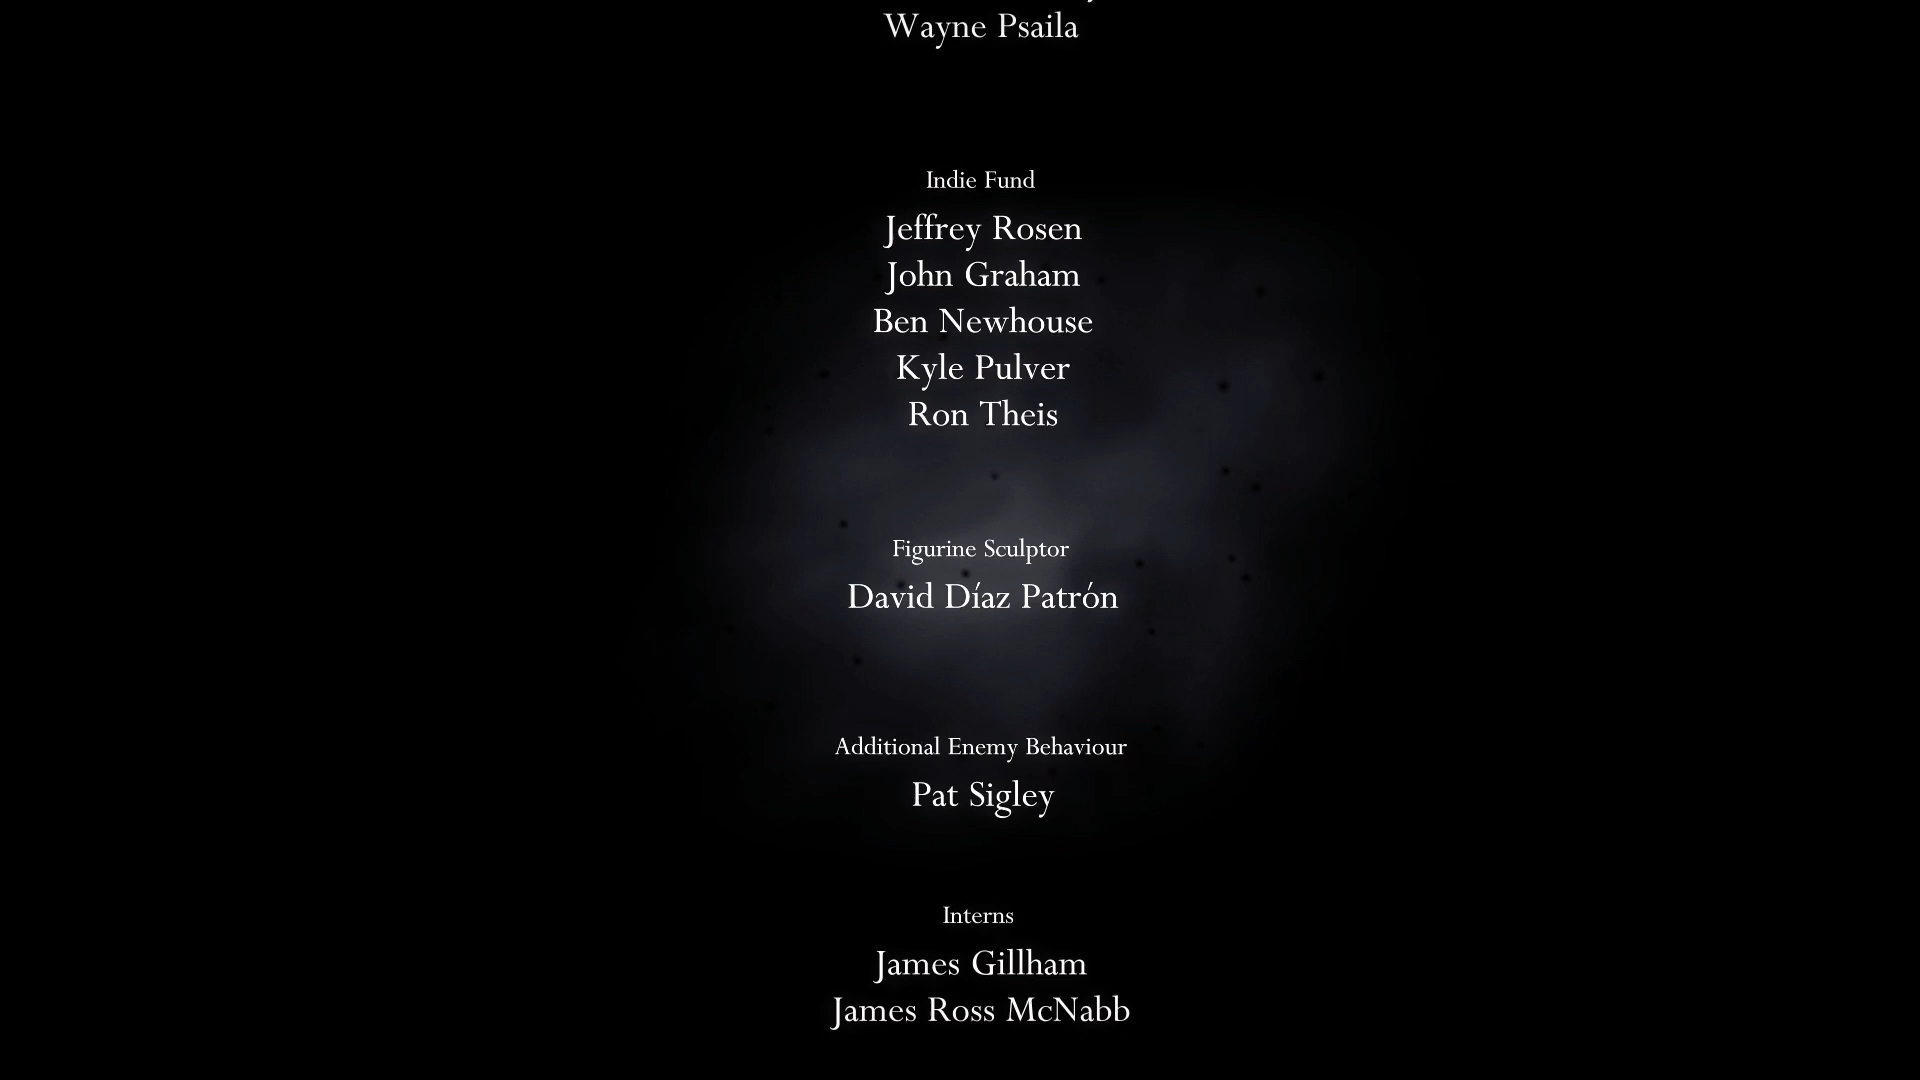 Wayne Psaila
Indie Fund
Jeffrey Rosen
John Graham
Ben Newhouse
Kyle Pulver
Ron Theis
Figurine Sculptor
David Díaz Patrón
Additional Enemy Behaviour
Pat Sigley
Interns
James Gillham
James Ross McNabb